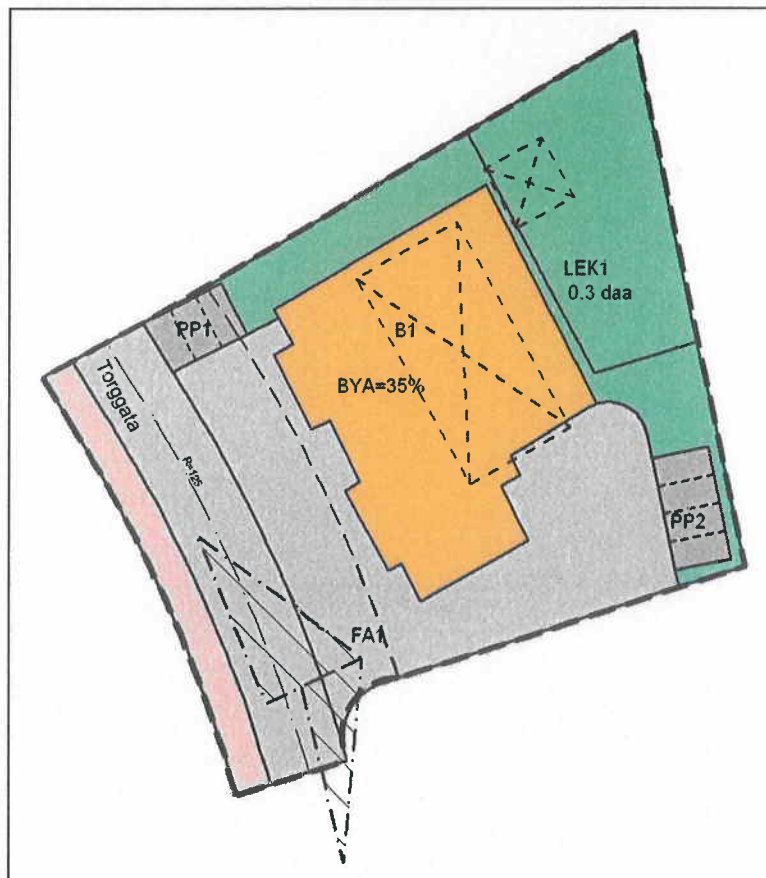 LEK1
0.3 daa
PP1
B1
Torggata
BYA=35%
R=125
PP2
FA1